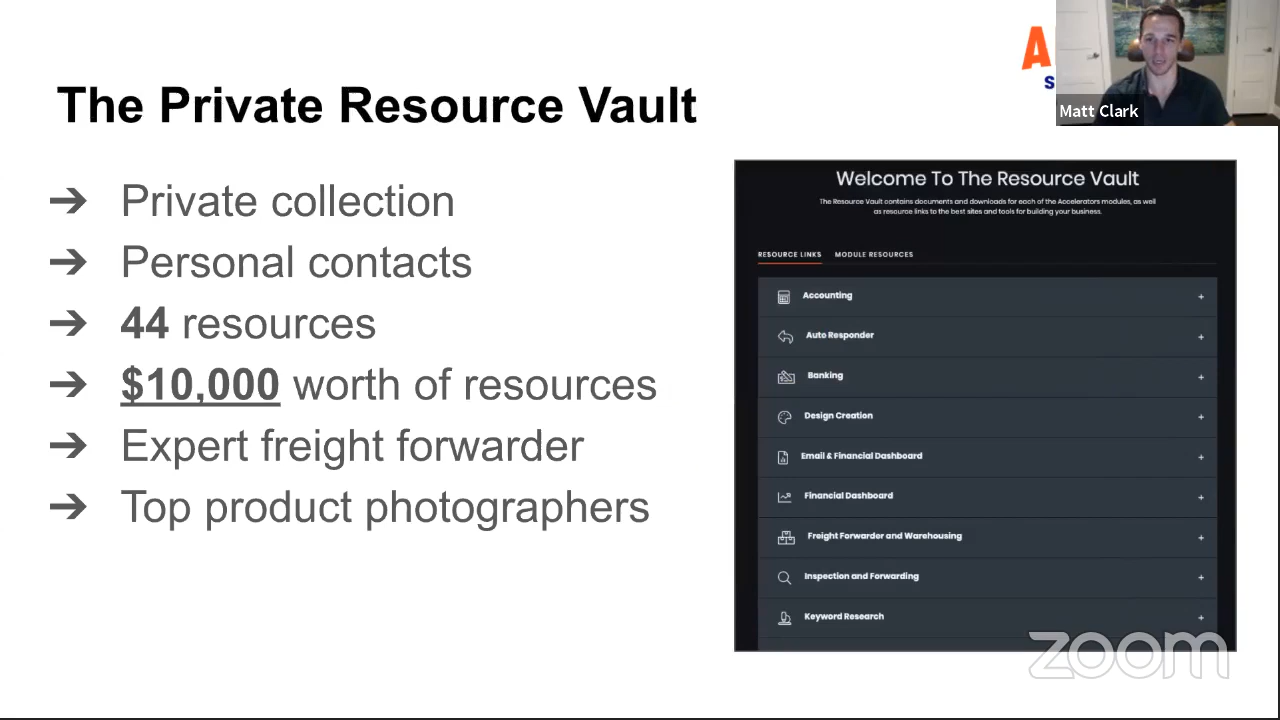 The Private Resource Vault
Matt Clark
➔ Private collection
➔ Personal contacts
➔ 44 resources
➔ $10,000 worth of resources
➔ Expert freight forwarder
➔ Top product photographers
Welcome To The Resource Vault
The Resource Vault contains documents and downloads for each of the Accelerators modules, as well
as resource links to the best sites and tools for building your business.
RESOURCE LINKS MODULE RESOURCES
Accounting +
Auto Responder +
Banking +
Design Creation +
Email & Financial Dashboard +
Financial Dashboard +
Freight Forwarder and Warehousing +
Inspection and Forwarding +
Keyword Research +
zoom